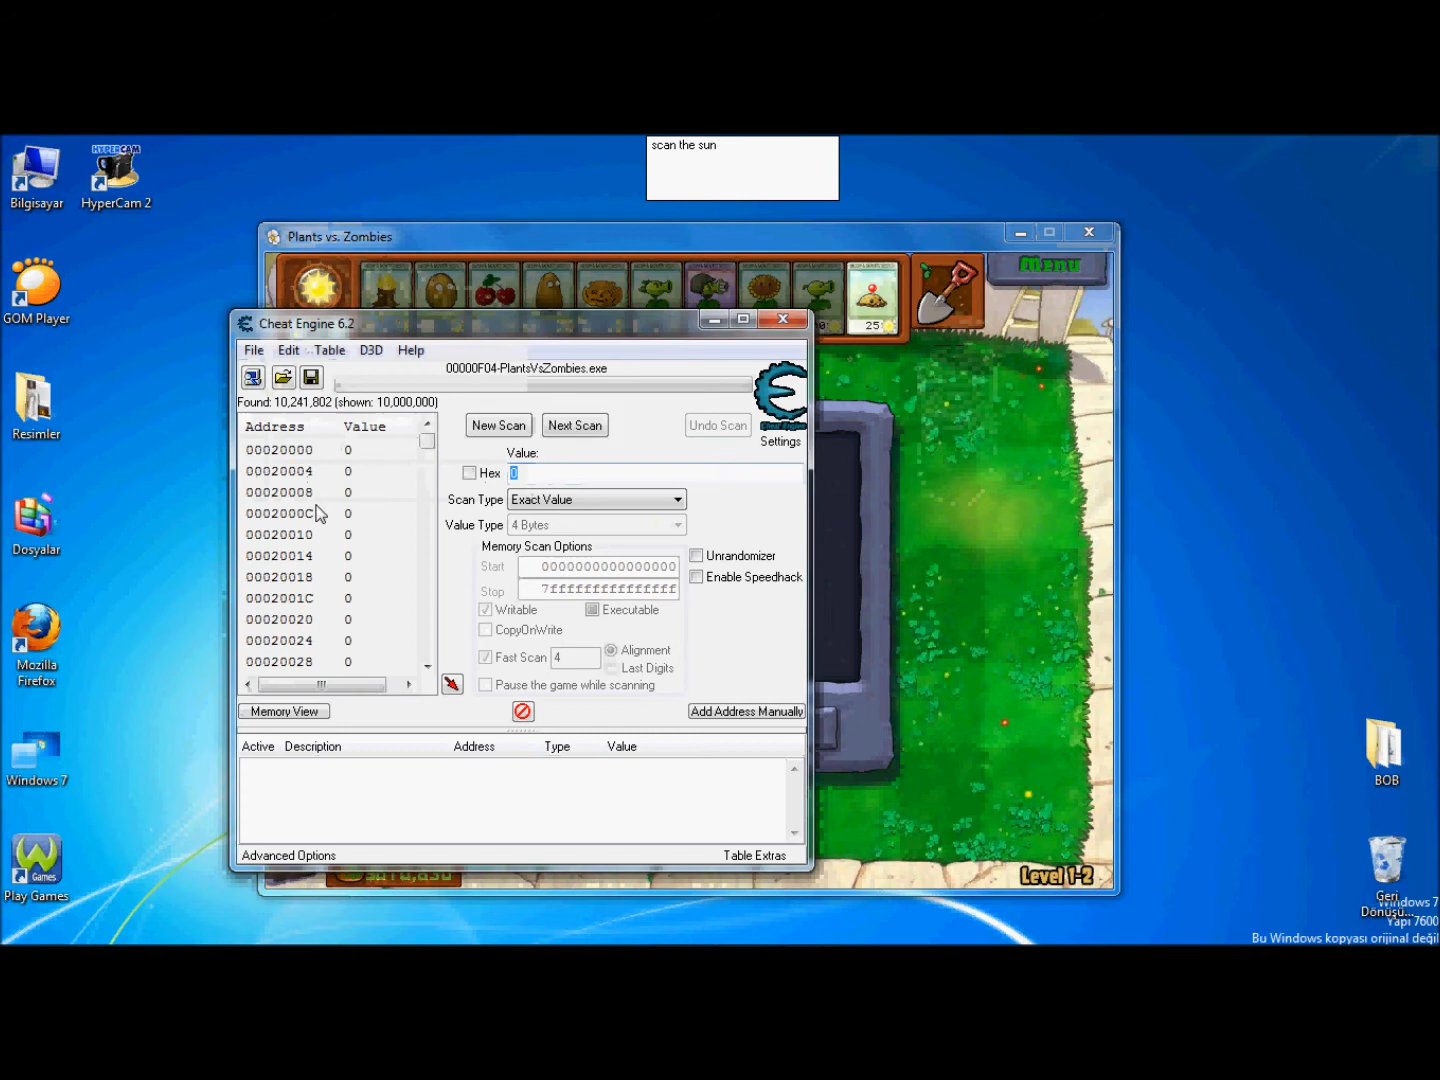 scan the sun
Bilgisayar
HYPERCAM
HyperCam 2
GOM Player
Resimler
Dosyalar
Mozilla
Firefox
Windows 7
Games
Play Games
BOB
Geri
Dönüşü...
Windows 7
Yapı 7600
Bu Windows kopyası orijinal değil
Plants vs. Zombies
Menu
25
Level 1-2
Cheat Engine 6.2
File Edit Table D3D Help
00000F04-PlantsVsZombies.exe
Found: 10,241,802 (shown: 10,000,000)
Address Value
00020000 0
00020004 0
00020008 0
0002000C 0
00020010 0
00020014 0
00020018 0
0002001C 0
00020020 0
00020024 0
00020028 0
New Scan Next Scan Undo Scan
Cheat Engine
Settings
Value:
Hex 0
Scan Type Exact Value
Value Type 4 Bytes
Memory Scan Options
Start 0000000000000000
Stop 7fffffffffffffff
Writable Executable
CopyOnWrite
Fast Scan 4 Alignment
Last Digits
Pause the game while scanning
Unrandomizer
Enable Speedhack
Memory View Add Address Manually
Active Description Address Type Value
Advanced Options Table Extras